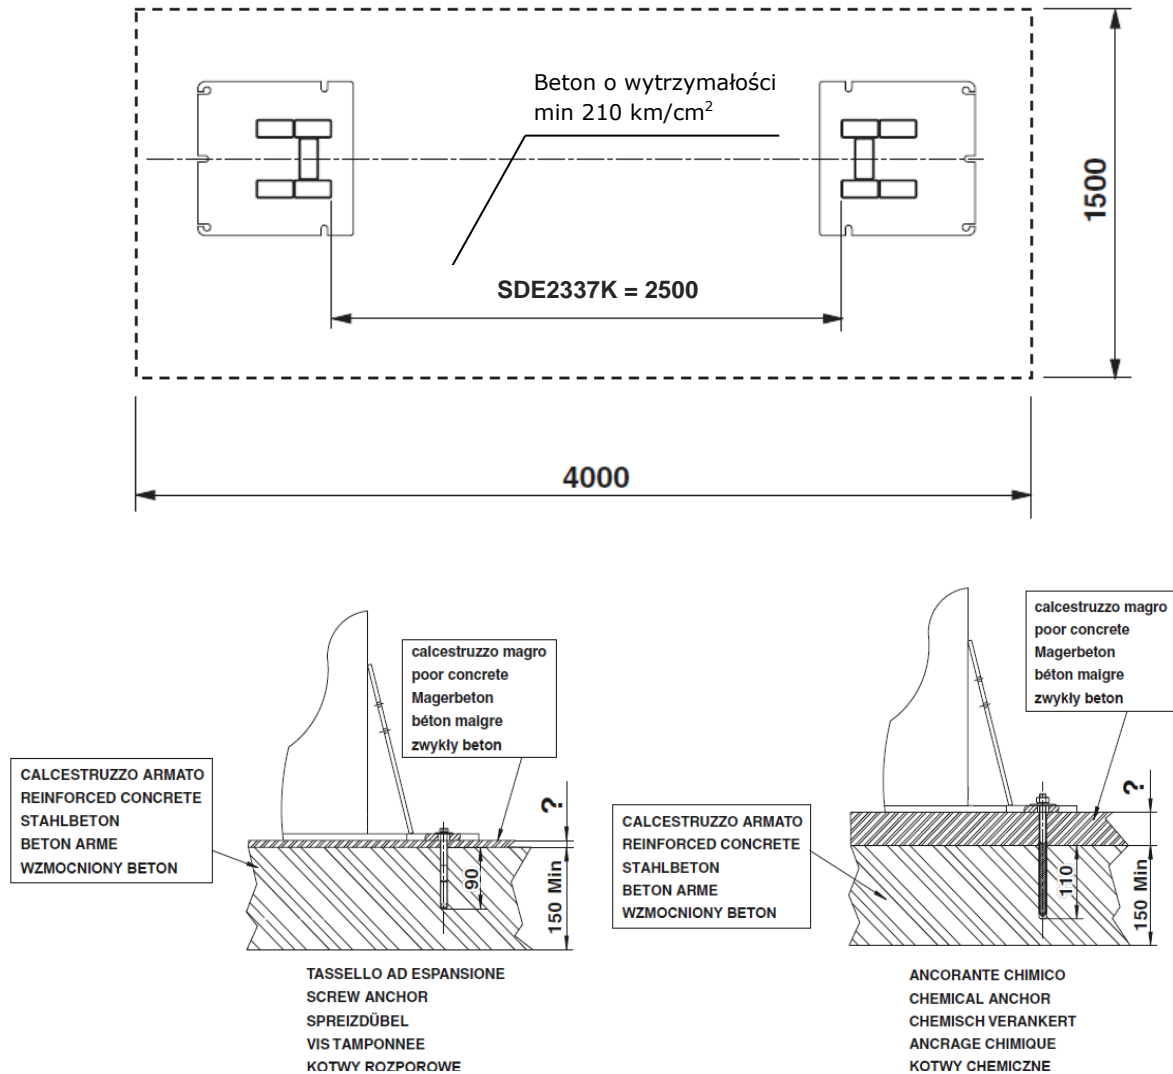 Beton o wytrzymałości
min 210 km/cm²
1500
SDE2337K = 2500
4000
calcestruzzo magro
poor concrete
Magerbeton
béton maigre
zwykły beton
CALCESTRUZZO ARMATO
REINFORCED CONCRETE
STAHLBETON
BETON ARME
WZMOCNIONY BETON
?
90
150 Min
TASSELLO AD ESPANSIONE
SCREW ANCHOR
SPREIZDÜBEL
VIS TAMPONNEE
KOTWY ROZPOROWE
calcestruzzo magro
poor concrete
Magerbeton
béton maigre
zwykły beton
CALCESTRUZZO ARMATO
REINFORCED CONCRETE
STAHLBETON
BETON ARME
WZMOCNIONY BETON
?
110
150 Min
ANCORANTE CHIMICO
CHEMICAL ANCHOR
CHEMISCH VERANKERT
ANCRAGE CHIMIQUE
KOTWY CHEMICZNE